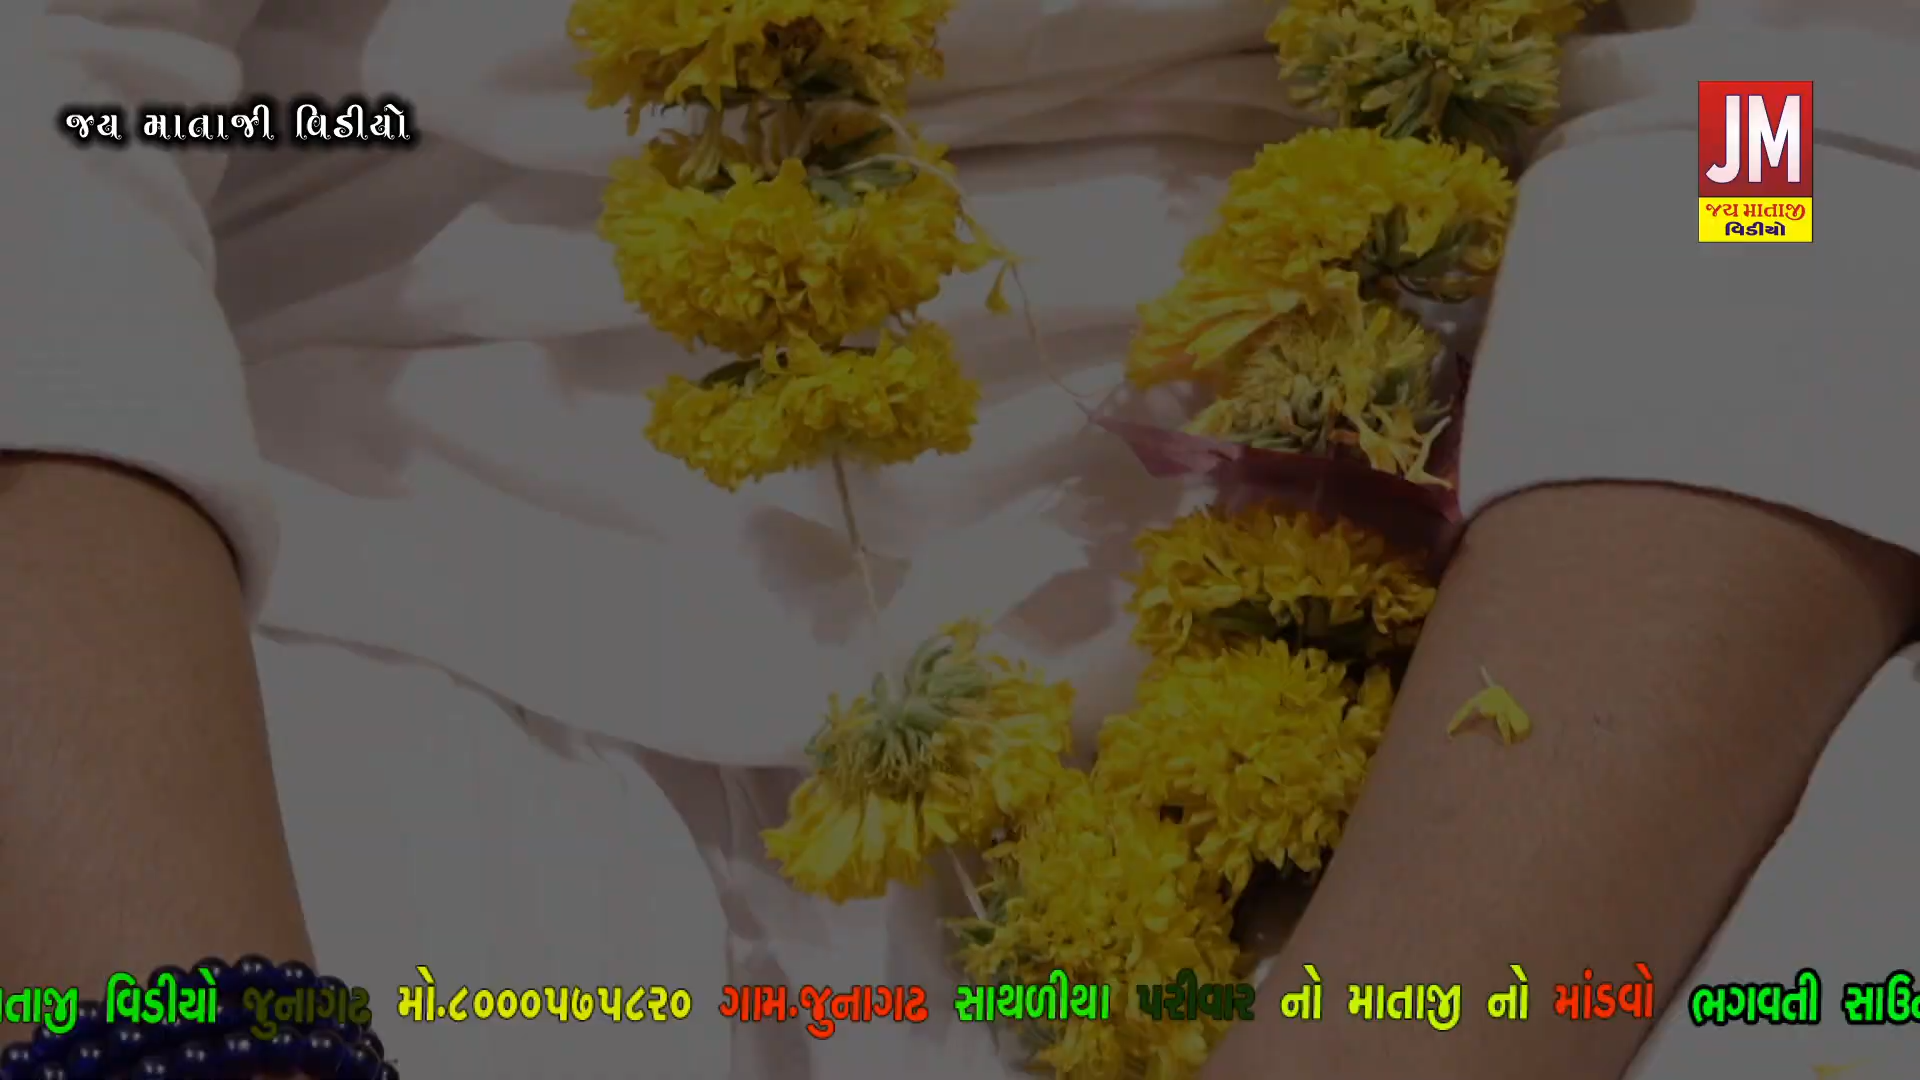 જય માતાજી વિડીયો
JM
જય માતાજી
વિડીયો
તાજી વિડીયો જુનાગઢ મો.૮૦૦૦૫૭૫૮૨૦ ગામ.જુનાગઢ સાથળીયા પરીવાર નો માતાજી નો માંડવો ભગવતી